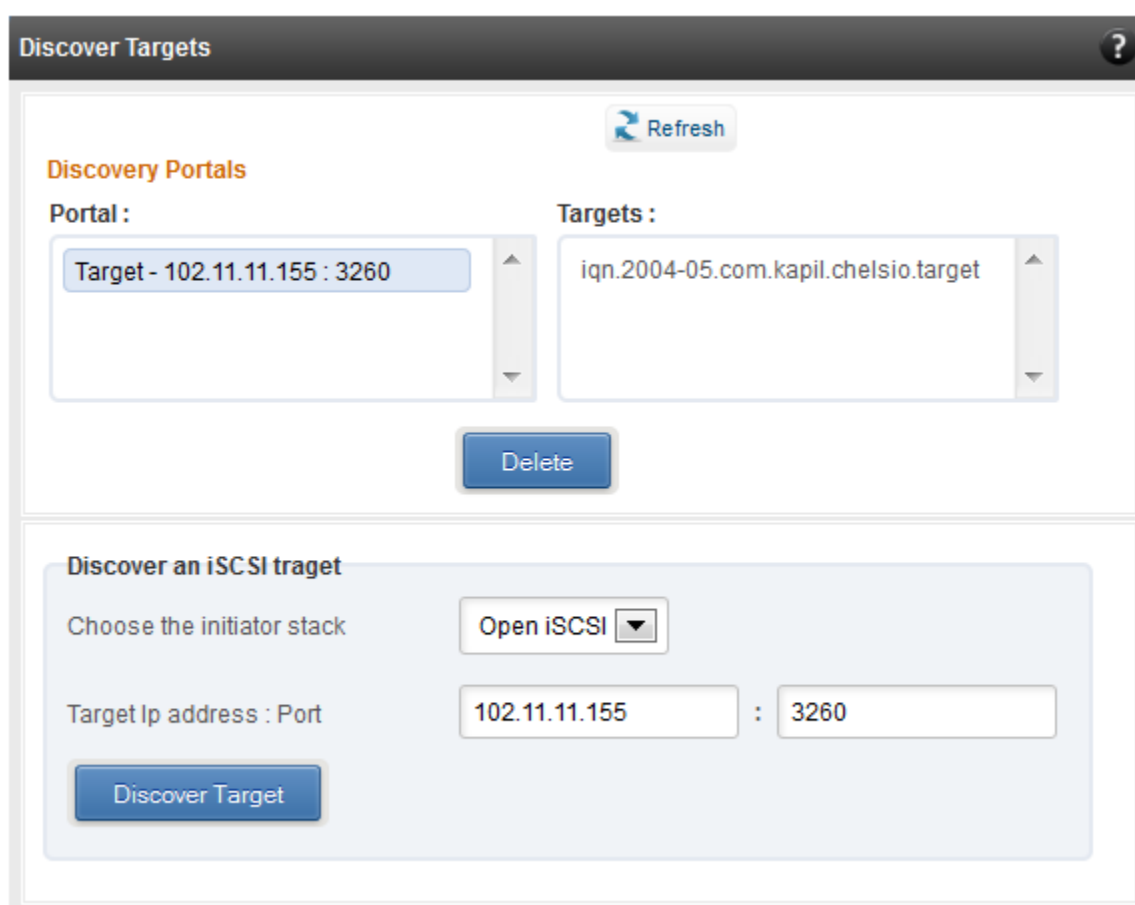 Discover Targets ?
Refresh
Discovery Portals
Portal : Targets :
Target - 102.11.11.155 : 3260 iqn.2004-05.com.kapil.chelsio.target
Delete
Discover an iSCSI traget
Choose the initiator stack Open iSCSI
Target Ip address : Port 102.11.11.155 : 3260
Discover Target